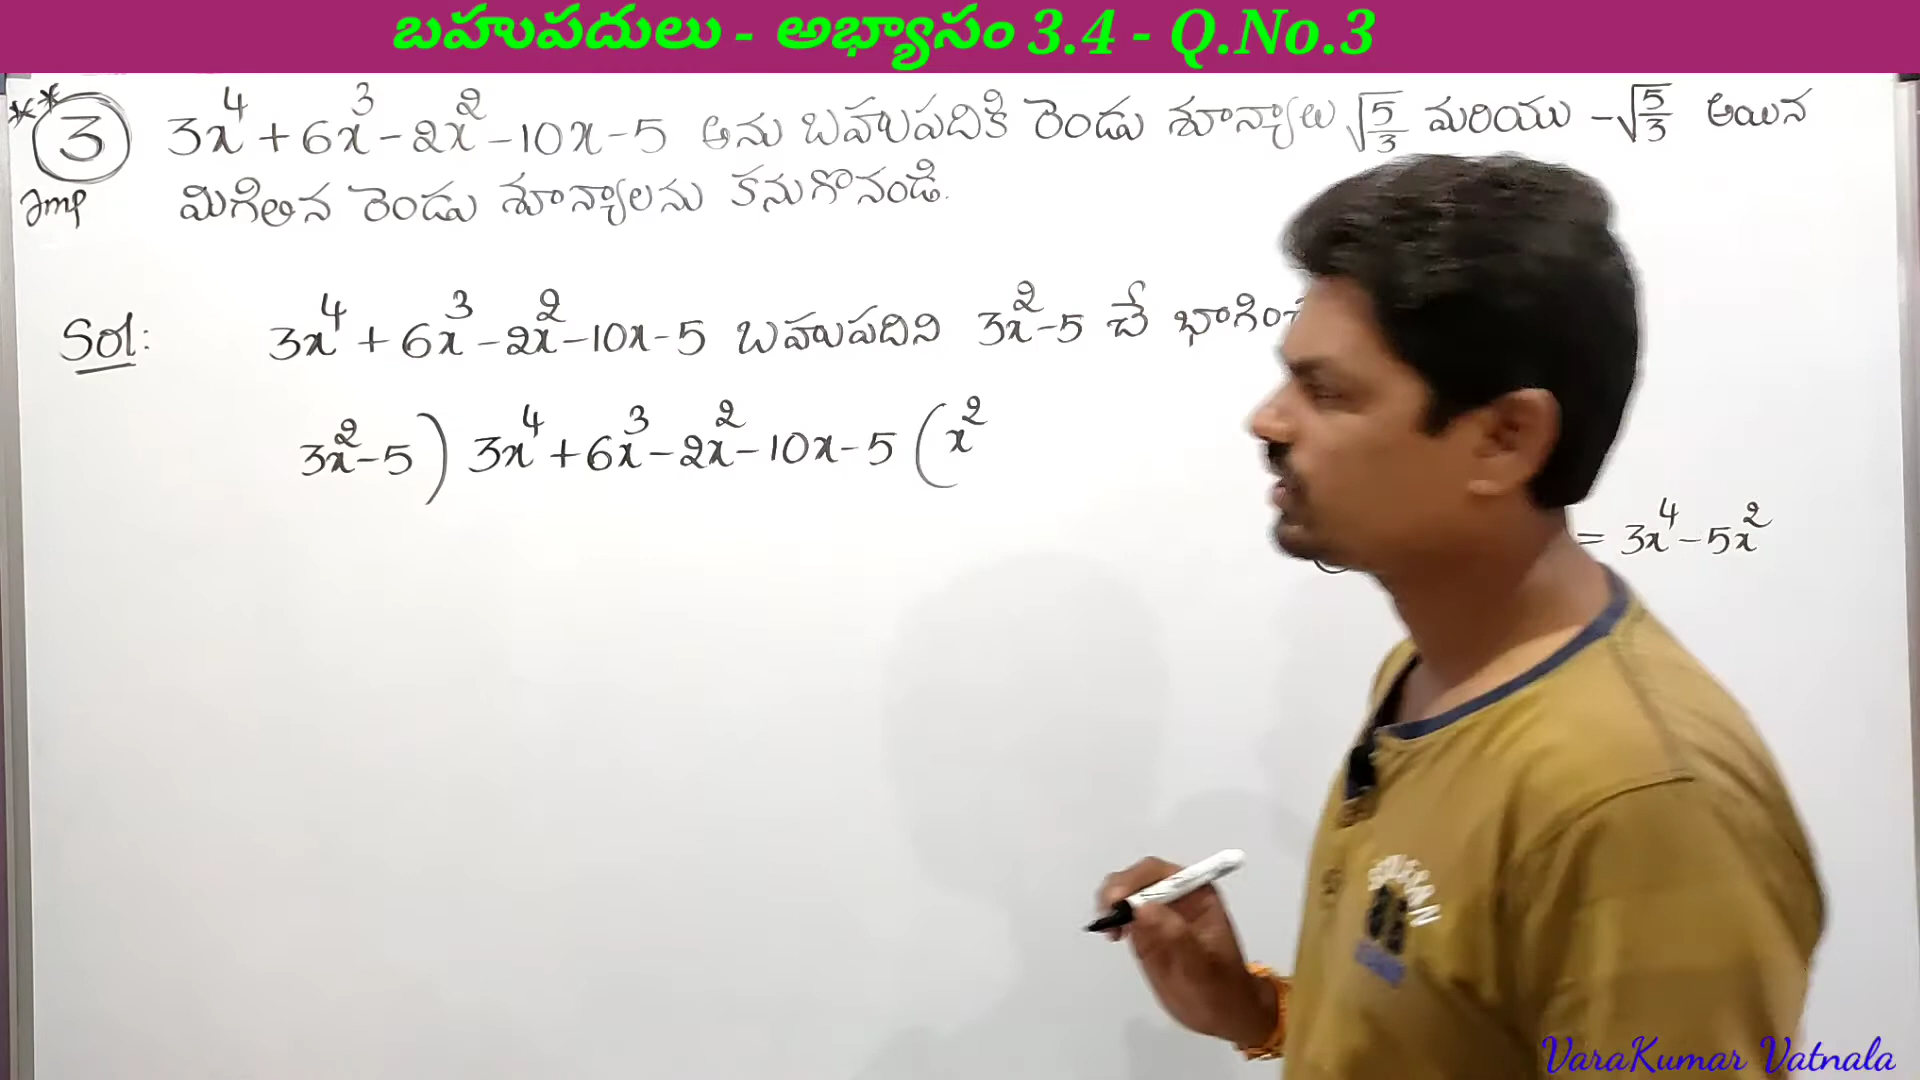 బహుపదులు - అభ్యాసం 3.4 - Q.No.3
** 3 3x⁴ + 6x³ - 2x² - 10x - 5 అను బహుపదికి రెండు శూన్యాలు √5/3 మరియు -√5/3 అయిన
Imp మిగిలిన రెండు శూన్యాలను కనుగొనండి.
Sol: 3x⁴ + 6x³ - 2x² - 10x - 5 బహుపదిని 3x² - 5 చే
3x² - 5 ) 3x⁴ + 6x³ - 2x² - 10x - 5 ( x²
= 3x⁴ - 5x²
VaraKumar Vatnala